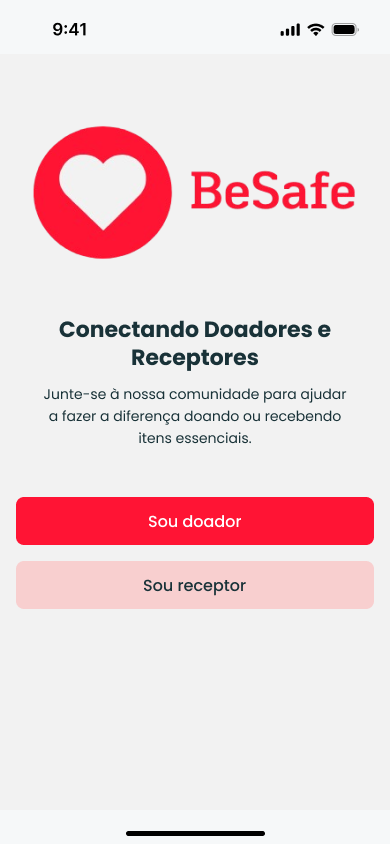 9:41
BeSafe
Conectando Doadores e
Receptores
Junte-se à nossa comunidade para ajudar
a fazer a diferença doando ou recebendo
itens essenciais.
Sou doador
Sou receptor